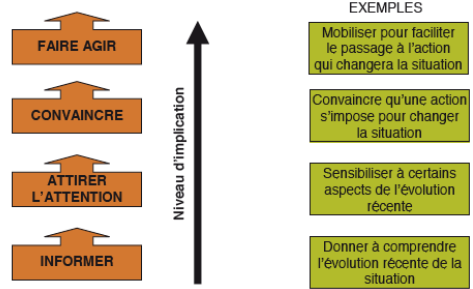 EXEMPLES
FAIRE AGIR
Mobiliser pour faciliter
le passage à l'action
qui changera la situation
CONVAINCRE
Convaincre qu'une action
s'impose pour changer
la situation
ATTIRER
L'ATTENTION
Sensibiliser à certains
aspects de l'évolution
récente
INFORMER
Donner à comprendre
l'évolution récente de la
situation
Niveau d'implication